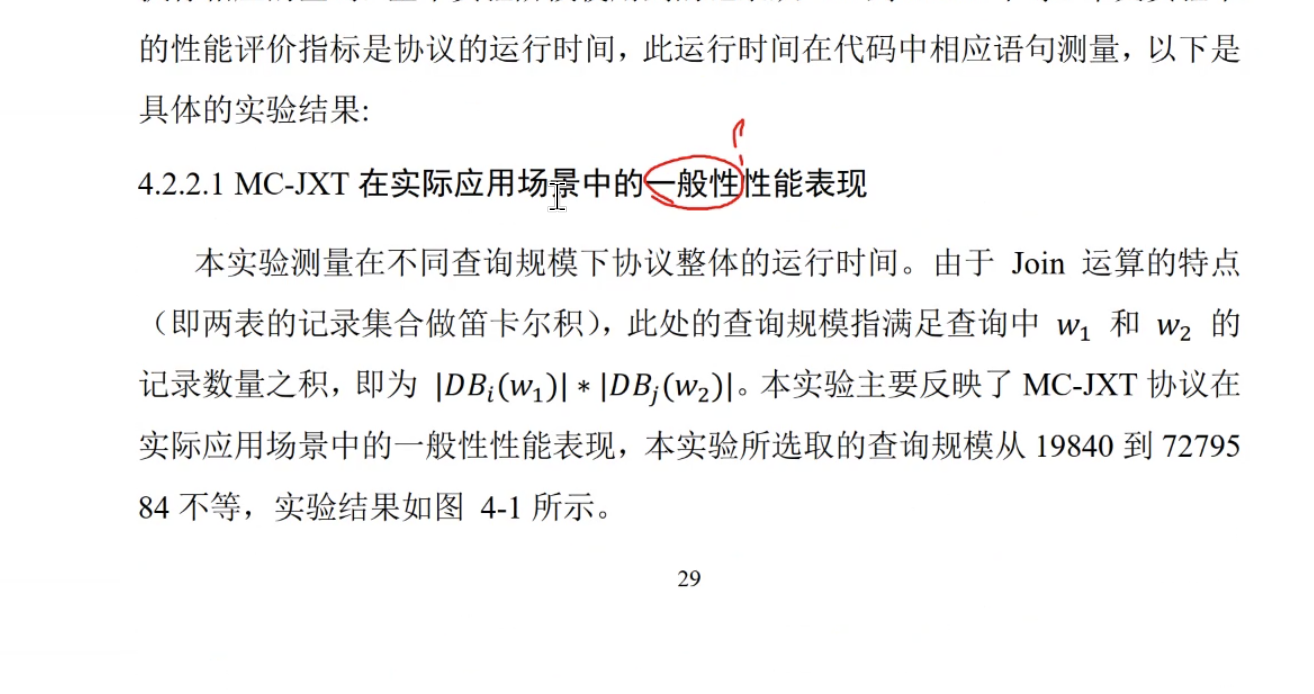 的性能评价指标是协议的运行时间，此运行时间在代码中相应语句测量，以下是
具体的实验结果:
4.2.2.1 MC-JXT 在实际应用场景中的一般性性能表现
本实验测量在不同查询规模下协议整体的运行时间。由于 Join 运算的特点
（即两表的记录集合做笛卡尔积），此处的查询规模指满足查询中 w₁ 和 w₂ 的
记录数量之积，即为 |DBᵢ(w₁)| ∗ |DBⱼ(w₂)|。本实验主要反映了 MC-JXT 协议在
实际应用场景中的一般性性能表现，本实验所选取的查询规模从 19840 到 72795
84 不等，实验结果如图 4-1 所示。
29